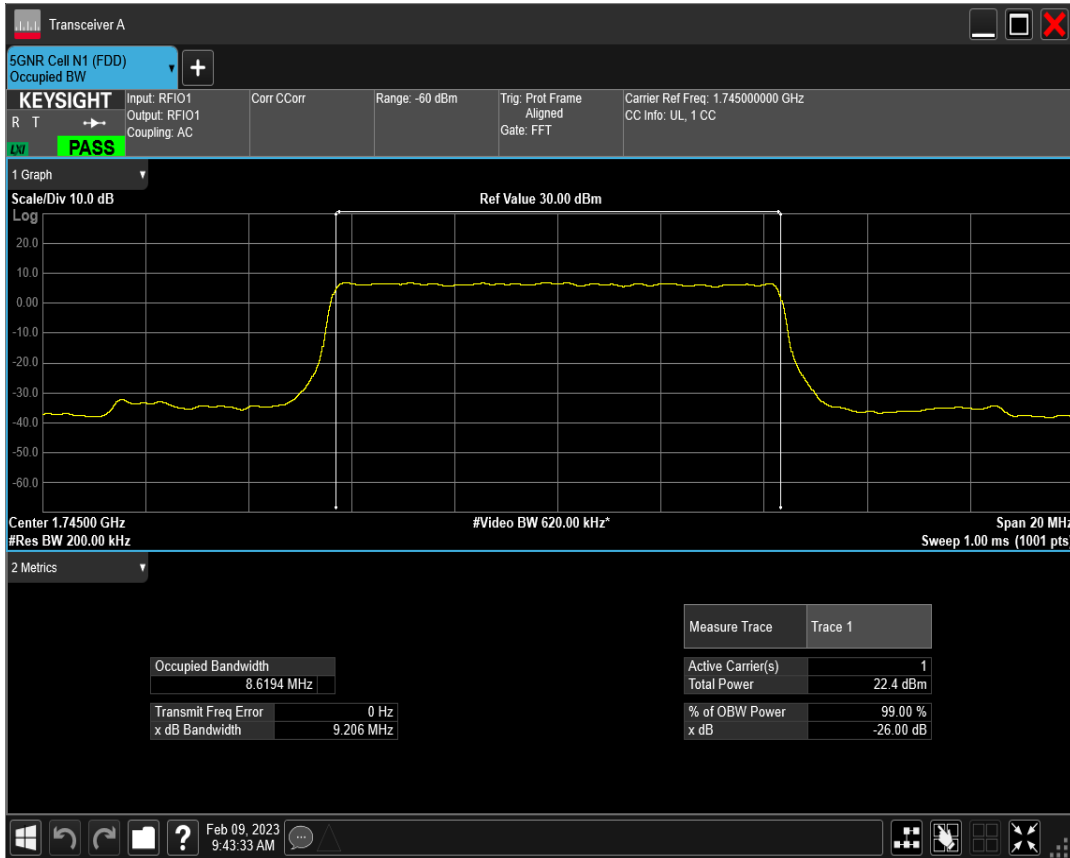 Transceiver A
5GNR Cell N1 (FDD)
Occupied BW
+
KEYSIGHT
R T
LXI
PASS
Input: RFIO1
Output: RFIO1
Coupling: AC
Corr CCorr
Range: -60 dBm
Trig: Prot Frame
Aligned
Gate: FFT
Carrier Ref Freq: 1.745000000 GHz
CC Info: UL, 1 CC
1 Graph
Scale/Div 10.0 dB
Ref Value 30.00 dBm
Log
20.0
10.0
0.00
-10.0
-20.0
-30.0
-40.0
-50.0
-60.0
Center 1.74500 GHz
#Video BW 620.00 kHz*
Span 20 MHz
#Res BW 200.00 kHz
Sweep 1.00 ms (1001 pts)
2 Metrics
Measure Trace Trace 1
Occupied Bandwidth
8.6194 MHz
Active Carrier(s) 1
Total Power 22.4 dBm
Transmit Freq Error 0 Hz
x dB Bandwidth 9.206 MHz
% of OBW Power 99.00 %
x dB -26.00 dB
?
Feb 09, 2023
9:43:33 AM